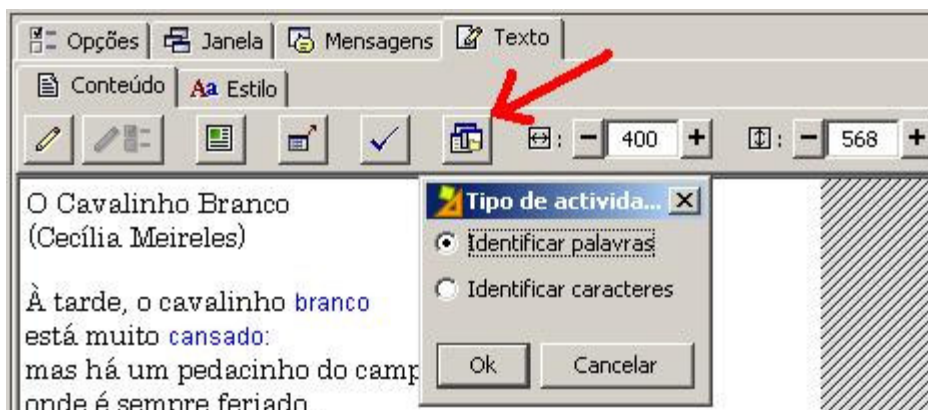 Opções Janela Mensagens Texto
Conteúdo Aa Estilo
: - 400 + : - 568 +
O Cavalinho Branco
(Cecília Meireles)
À tarde, o cavalinho branco
está muito cansado:
mas há um pedacinho do camp
onde é sempre feriado
Tipo de activida...
Identificar palavras
Identificar caracteres
Ok Cancelar